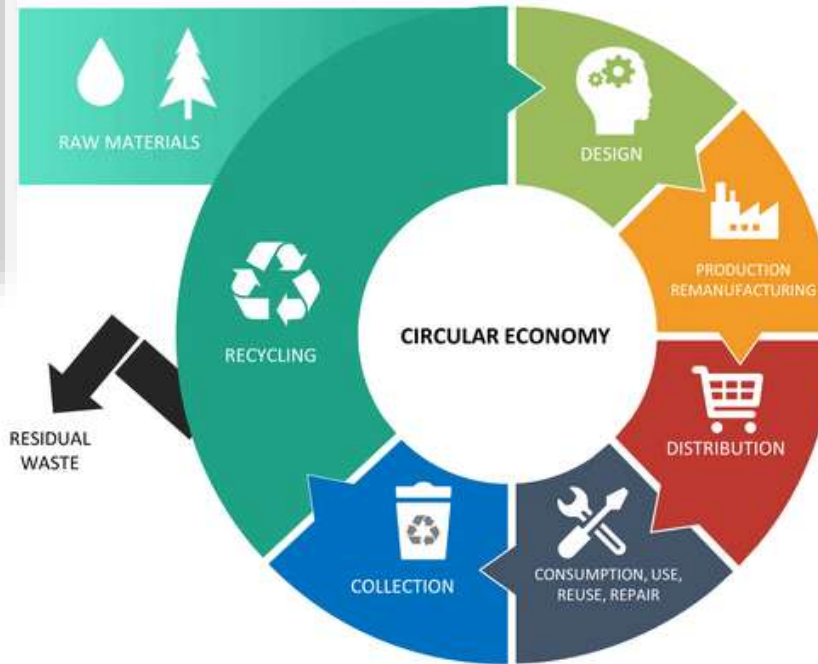 RAW MATERIALS
DESIGN
PRODUCTION
REMANUFACTURING
DISTRIBUTION
CONSUMPTION, USE,
REUSE, REPAIR
COLLECTION
RECYCLING
CIRCULAR ECONOMY
RESIDUAL
WASTE